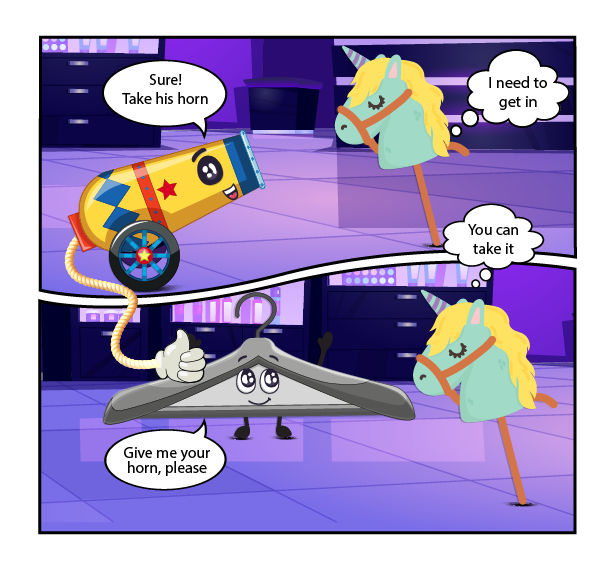 Sure!
Take his horn
I need to
get in
You can
take it
Give me your
horn, please